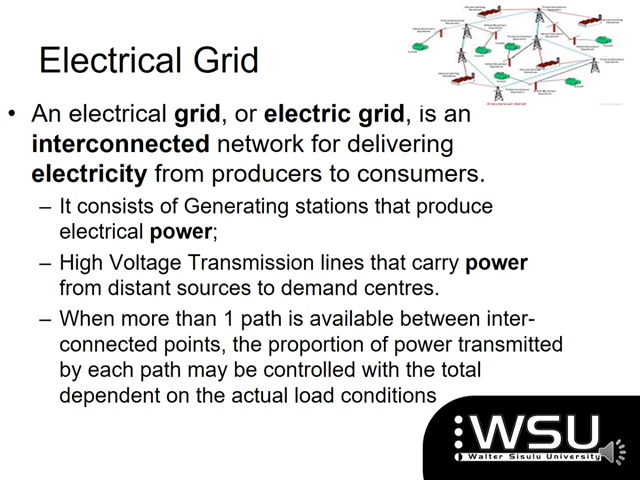 Electrical Grid
• An electrical grid, or electric grid, is an
interconnected network for delivering
electricity from producers to consumers.
– It consists of Generating stations that produce
electrical power;
– High Voltage Transmission lines that carry power
from distant sources to demand centres.
– When more than 1 path is available between inter-
connected points, the proportion of power transmitted
by each path may be controlled with the total
dependent on the actual load conditions
WSU
Walter Sisulu University